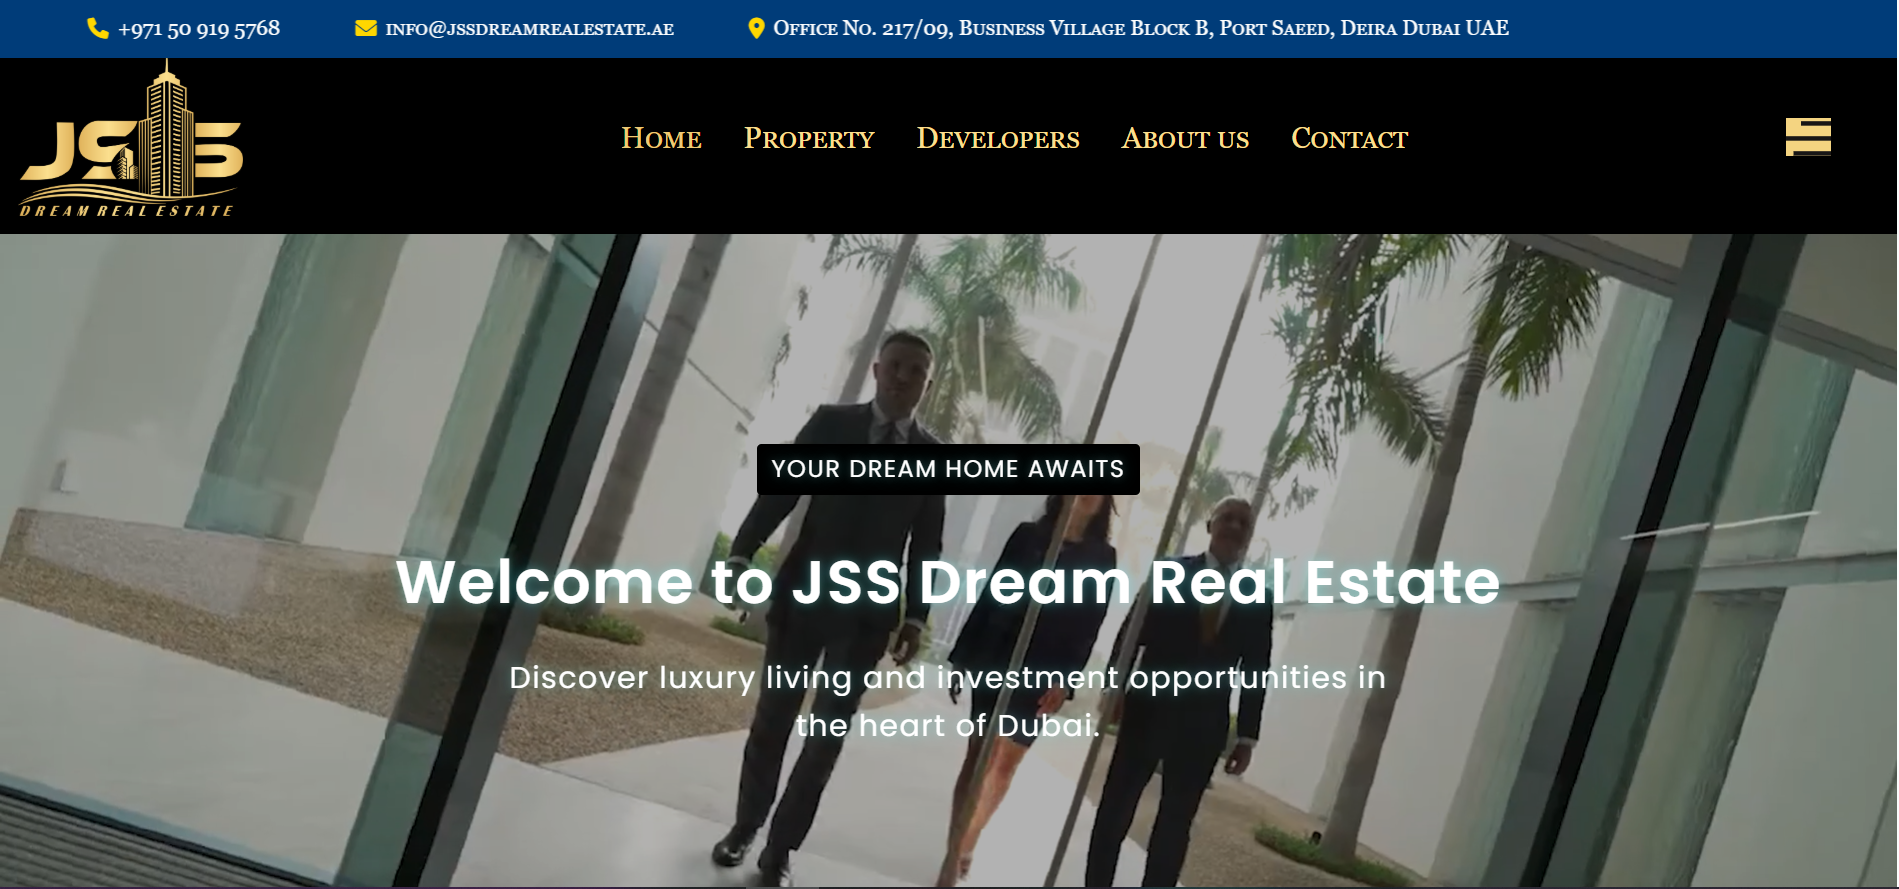 +971 50 919 5768
info@jssdreamrealestate.ae
Office No. 217/09, Business Village Block B, Port Saeed, Deira Dubai UAE
JSS
DREAM REAL ESTATE
Home
Property
Developers
About us
Contact
YOUR DREAM HOME AWAITS
Welcome to JSS Dream Real Estate
Discover luxury living and investment opportunities in
the heart of Dubai.